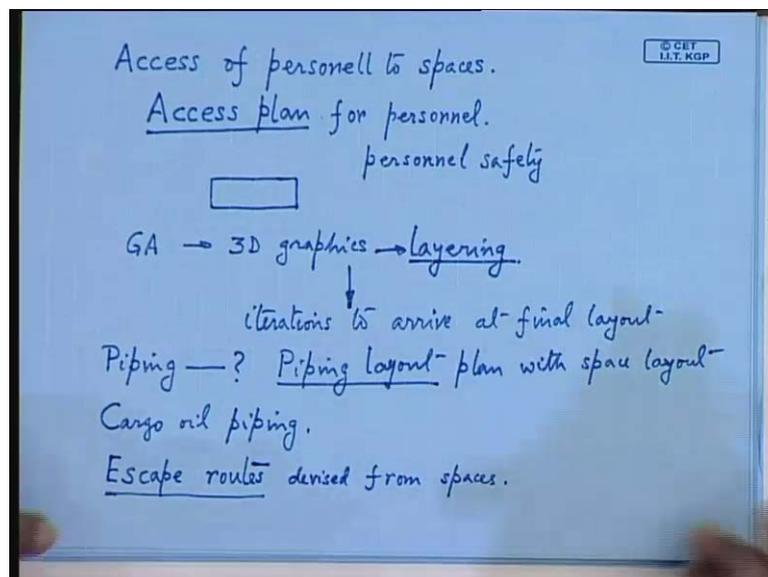 © CET
I.I.T. KGP
Access of personell to spaces.
Access plan for personnel.
personnel safety
GA → 3D graphics → layering.
iterations to arrive at final layout
Piping — ? Piping layout plan with space layout
Cargo oil piping.
Escape routes devised from spaces.